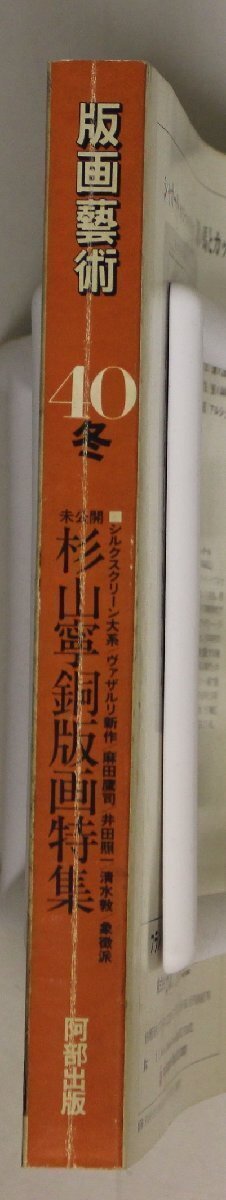 版画藝術
40
冬
■シルクスクリーン大系/ヴァザルリ新作/麻田鷹司/井田照一/清水敦/象徴派
未公開
杉山寧銅版画特集
阿部出版